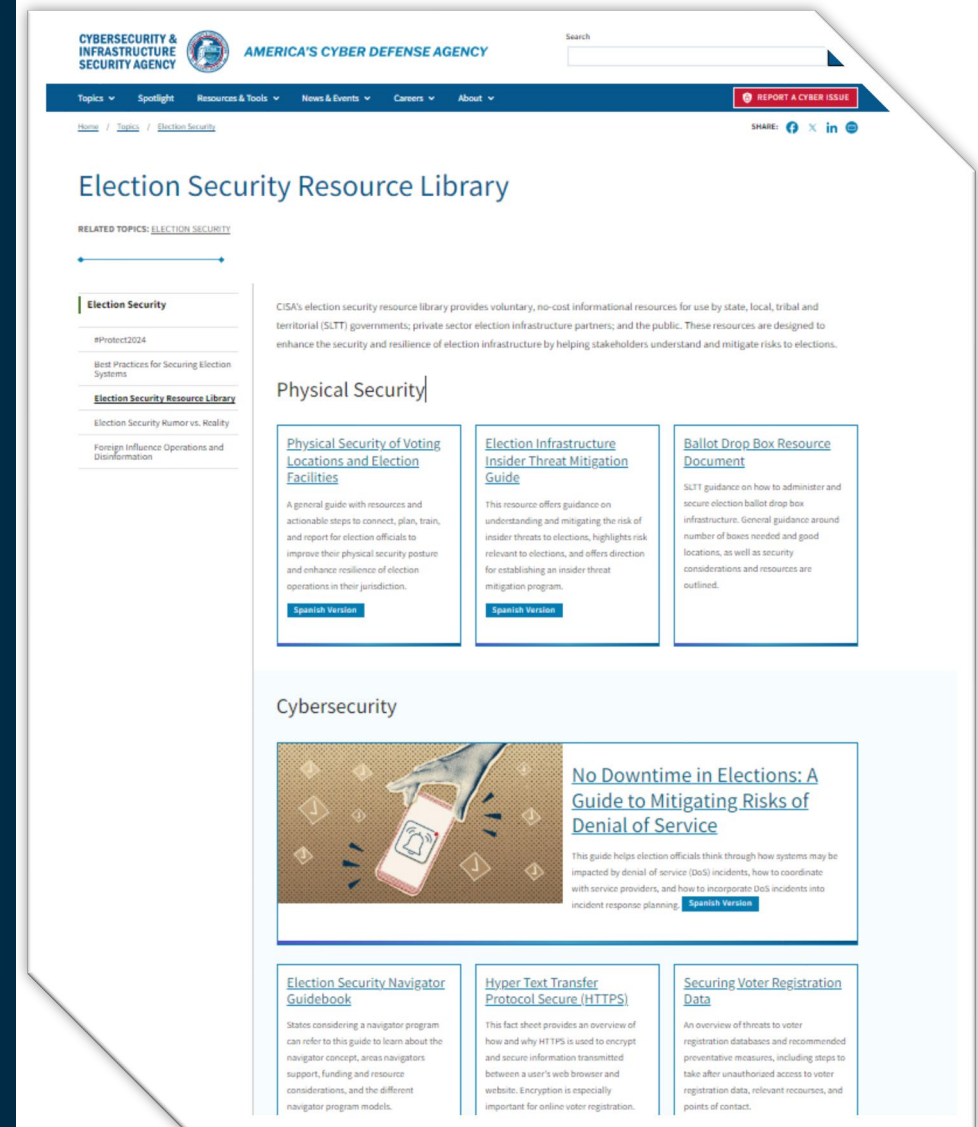 CYBERSECURITY &
INFRASTRUCTURE
SECURITY AGENCY
AMERICA'S CYBER DEFENSE AGENCY
Search
Topics
Spotlight
Resources & Tools
News & Events
Careers
About
REPORT A CYBER ISSUE
Home / Topics / Election Security
SHARE:
Election Security Resource Library
RELATED TOPICS: ELECTION SECURITY
Election Security
#Protect2024
Best Practices for Securing Election
Systems
Election Security Resource Library
Election Security Rumor vs. Reality
Foreign Influence Operations and
Disinformation
CISA's election security resource library provides voluntary, no-cost informational resources for use by state, local, tribal and
territorial (SLTT) governments; private sector election infrastructure partners; and the public. These resources are designed to
enhance the security and resilience of election infrastructure by helping stakeholders understand and mitigate risks to elections.
Physical Security
Physical Security of Voting
Locations and Election
Facilities
A general guide with resources and
actionable steps to connect, plan, train,
and report for election officials to
improve their physical security posture
and enhance resilience of election
operations in their jurisdiction.
Spanish Version
Election Infrastructure
Insider Threat Mitigation
Guide
This resource offers guidance on
understanding and mitigating the risk of
insider threats to elections, highlights risk
relevant to elections, and offers direction
for establishing an insider threat
mitigation program.
Spanish Version
Ballot Drop Box Resource
Document
SLTT guidance on how to administer and
secure election ballot drop box
infrastructure. General guidance around
number of boxes needed and good
locations, as well as security
considerations and resources are
outlined.
Cybersecurity
No Downtime in Elections: A
Guide to Mitigating Risks of
Denial of Service
This guide helps election officials think through how systems may be
impacted by denial of service (DoS) incidents, how to coordinate
with service providers, and how to incorporate DoS incidents into
incident response planning. Spanish Version
Election Security Navigator
Guidebook
States considering a navigator program
can refer to this guide to learn about the
navigator concept, areas navigators
support, funding and resource
considerations, and the different
navigator program models.
Hyper Text Transfer
Protocol Secure (HTTPS)
This fact sheet provides an overview of
how and why HTTPS is used to encrypt
and secure information transmitted
between a user's web browser and
website. Encryption is especially
important for online voter registration.
Securing Voter Registration
Data
An overview of threats to voter
registration databases and recommended
preventative measures, including steps to
take after unauthorized access to voter
registration data, relevant recourses, and
points of contact.